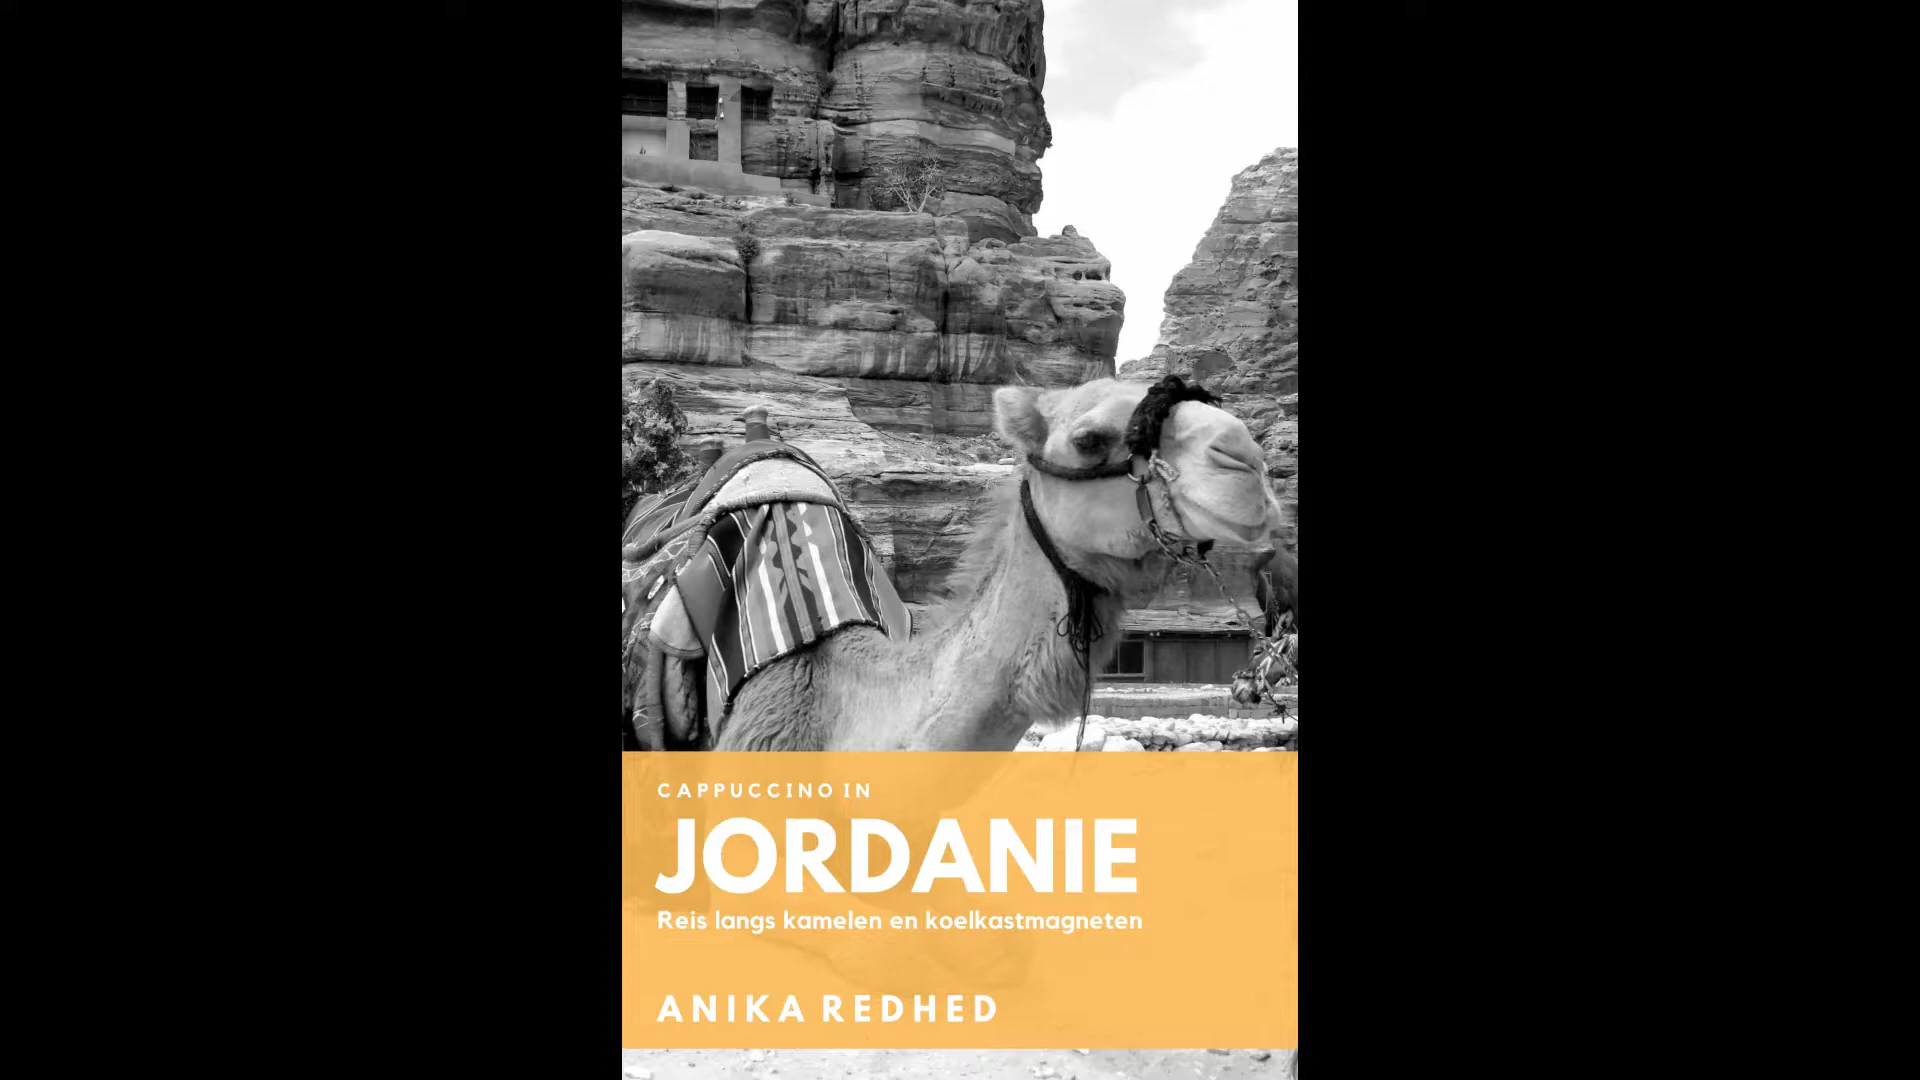 CAPPUCCINO IN
JORDANIE
Reis langs kamelen en koelkastmagneten
ANIKA REDHED